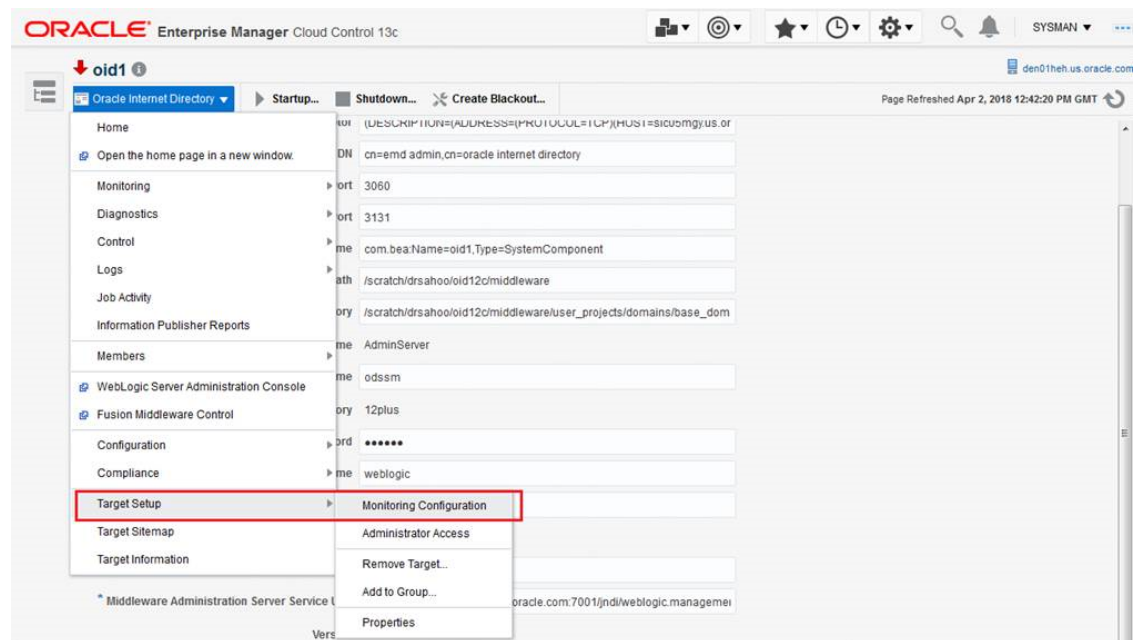 ORACLE Enterprise Manager Cloud Control 13c
SYSMAN
oid1
den01heh.us.oracle.com
Oracle Internet Directory
Startup...
Shutdown...
Create Blackout...
Page Refreshed Apr 2, 2018 12:42:20 PM GMT
Home
(DESCRIPTION=(ADDRESS=(PROTOCOL=TCP)(HOST=slc05mgy.us.or
Open the home page in a new window.
DN cn=emd admin,cn=oracle internet directory
Monitoring
ort 3060
Diagnostics
ort 3131
Control
me com.bea:Name=oid1,Type=SystemComponent
Logs
ath /scratch/drsahoo/oid12c/middleware
Job Activity
ory /scratch/drsahoo/oid12c/middleware/user_projects/domains/base_dom
Information Publisher Reports
me AdminServer
Members
me odssm
WebLogic Server Administration Console
ory 12plus
Fusion Middleware Control
ord ••••••
Configuration
me weblogic
Compliance
Target Setup
Monitoring Configuration
Target Sitemap
Administrator Access
Target Information
Remove Target...
Add to Group...
* Middleware Administration Server Service U
oracle.com:7001/jndi/weblogic.managemer
Properties
Vers